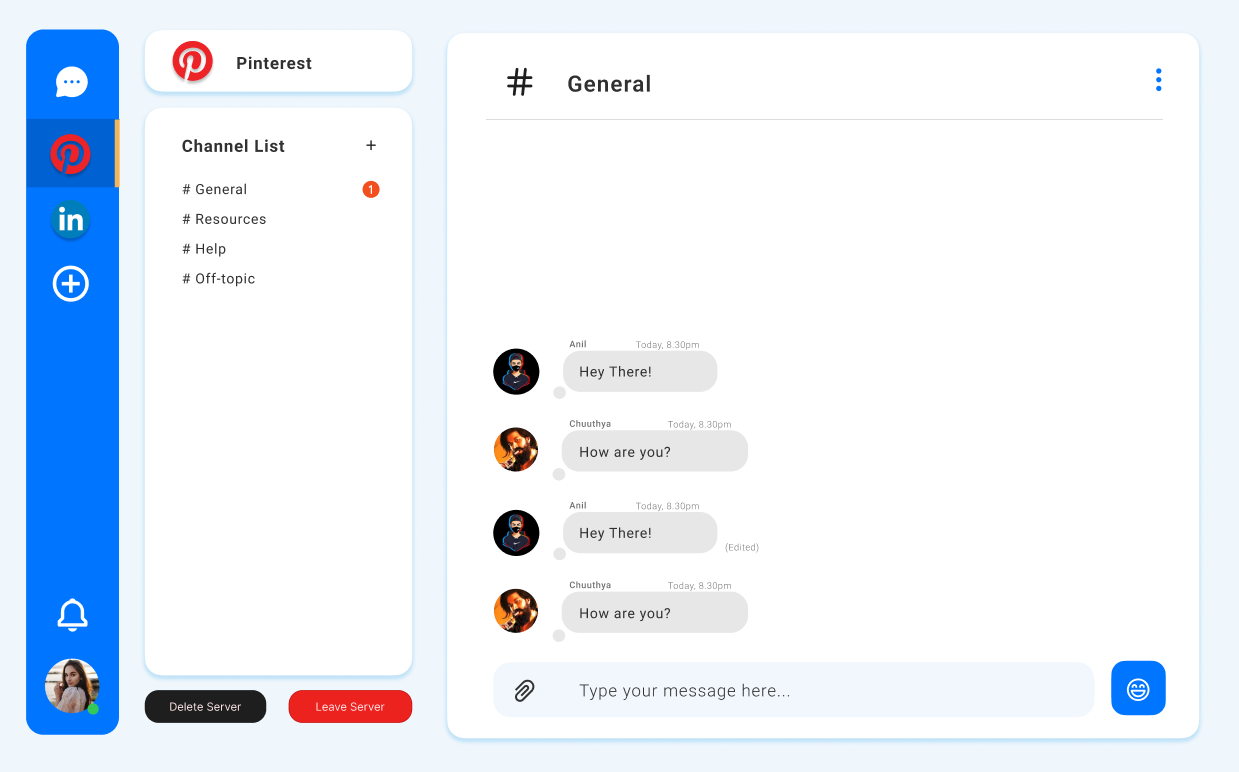 Pinterest
Channel List +
# General 1
# Resources
# Help
# Off-topic
in
Delete Server
Leave Server
# General
Anil Today, 8.30pm
Hey There!
Chuuthya Today, 8.30pm
How are you?
Anil Today, 8.30pm
Hey There!
(Edited)
Chuuthya Today, 8.30pm
How are you?
Type your message here...